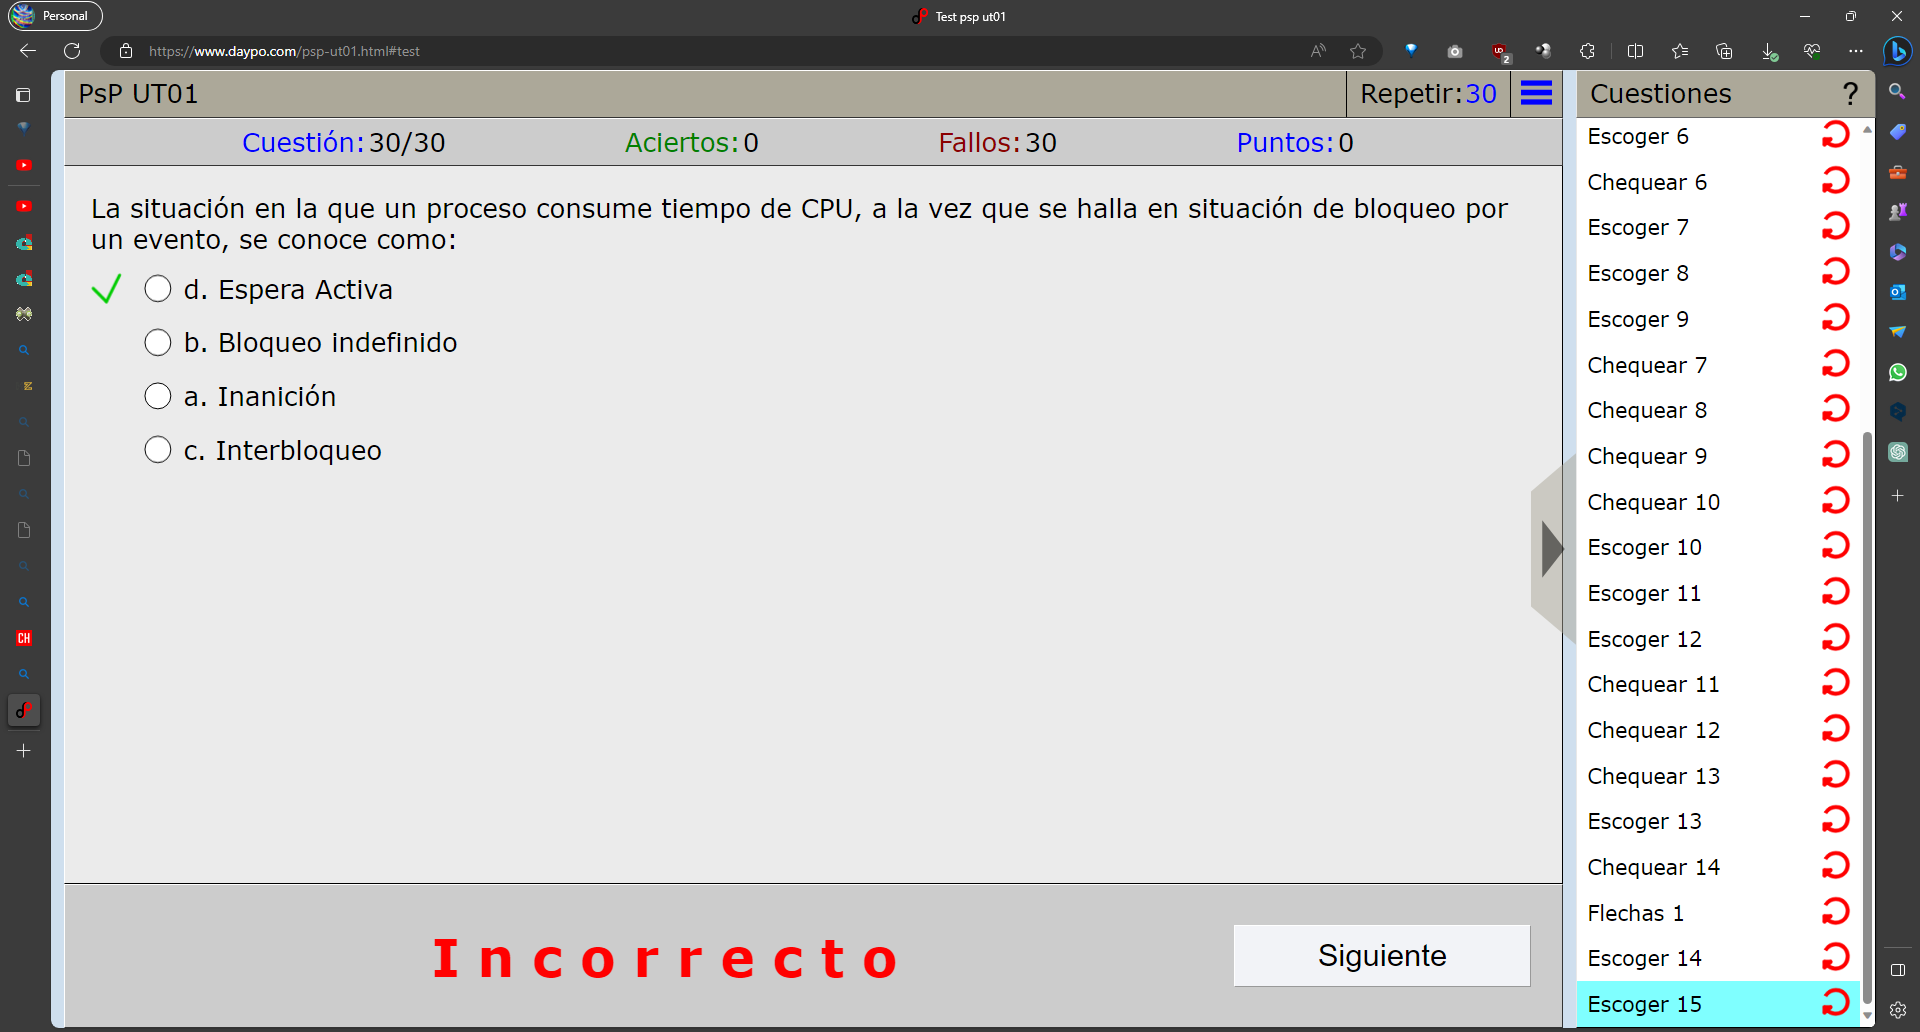 Personal
Test psp ut01
https://www.daypo.com/psp-ut01.html#test
2
PsP UT01
Repetir:30
Cuestiones
?
Cuestión:30/30
Aciertos:0
Fallos:30
Puntos:0
La situación en la que un proceso consume tiempo de CPU, a la vez que se halla en situación de bloqueo por
un evento, se conoce como:
d. Espera Activa
b. Bloqueo indefinido
a. Inanición
c. Interbloqueo
Incorrecto
Siguiente
Escoger 6
Chequear 6
Escoger 7
Escoger 8
Escoger 9
Chequear 7
Chequear 8
Chequear 9
Chequear 10
Escoger 10
Escoger 11
Escoger 12
Chequear 11
Chequear 12
Chequear 13
Escoger 13
Chequear 14
Flechas 1
Escoger 14
Escoger 15
CH